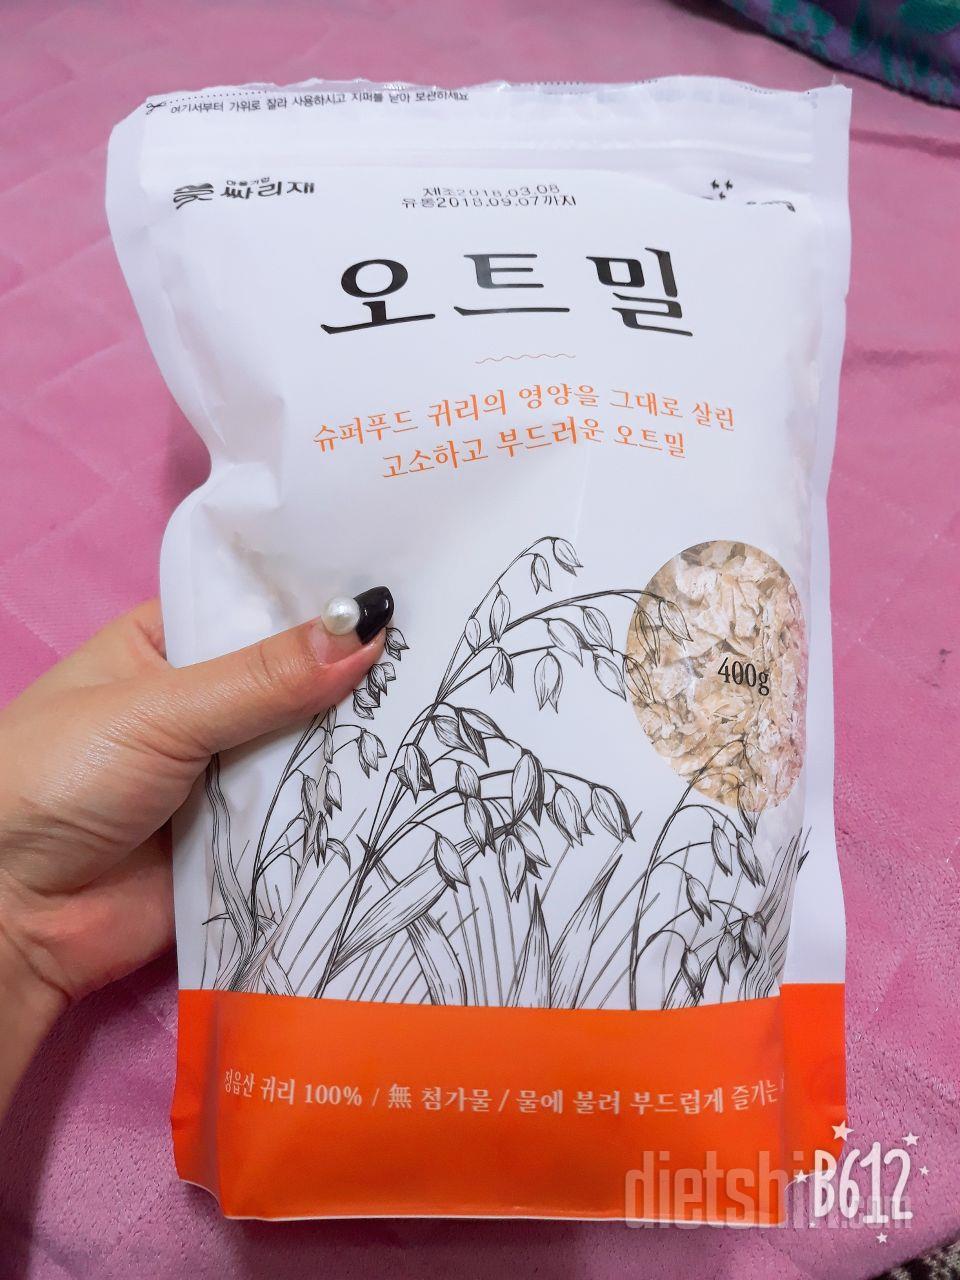 여기서부터 가위로 잘라 사용하시고 지퍼를 닫아 보관하세요
싸리재
제조2018.03.08
유통2018.09.07까지
오트밀
슈퍼푸드 귀리의 영양을 그대로 살린
고소하고 부드러운 오트밀
400g
정읍산 귀리 100% / 無 첨가물 / 물에 불려 부드럽게 즐기는
dietshin
B612